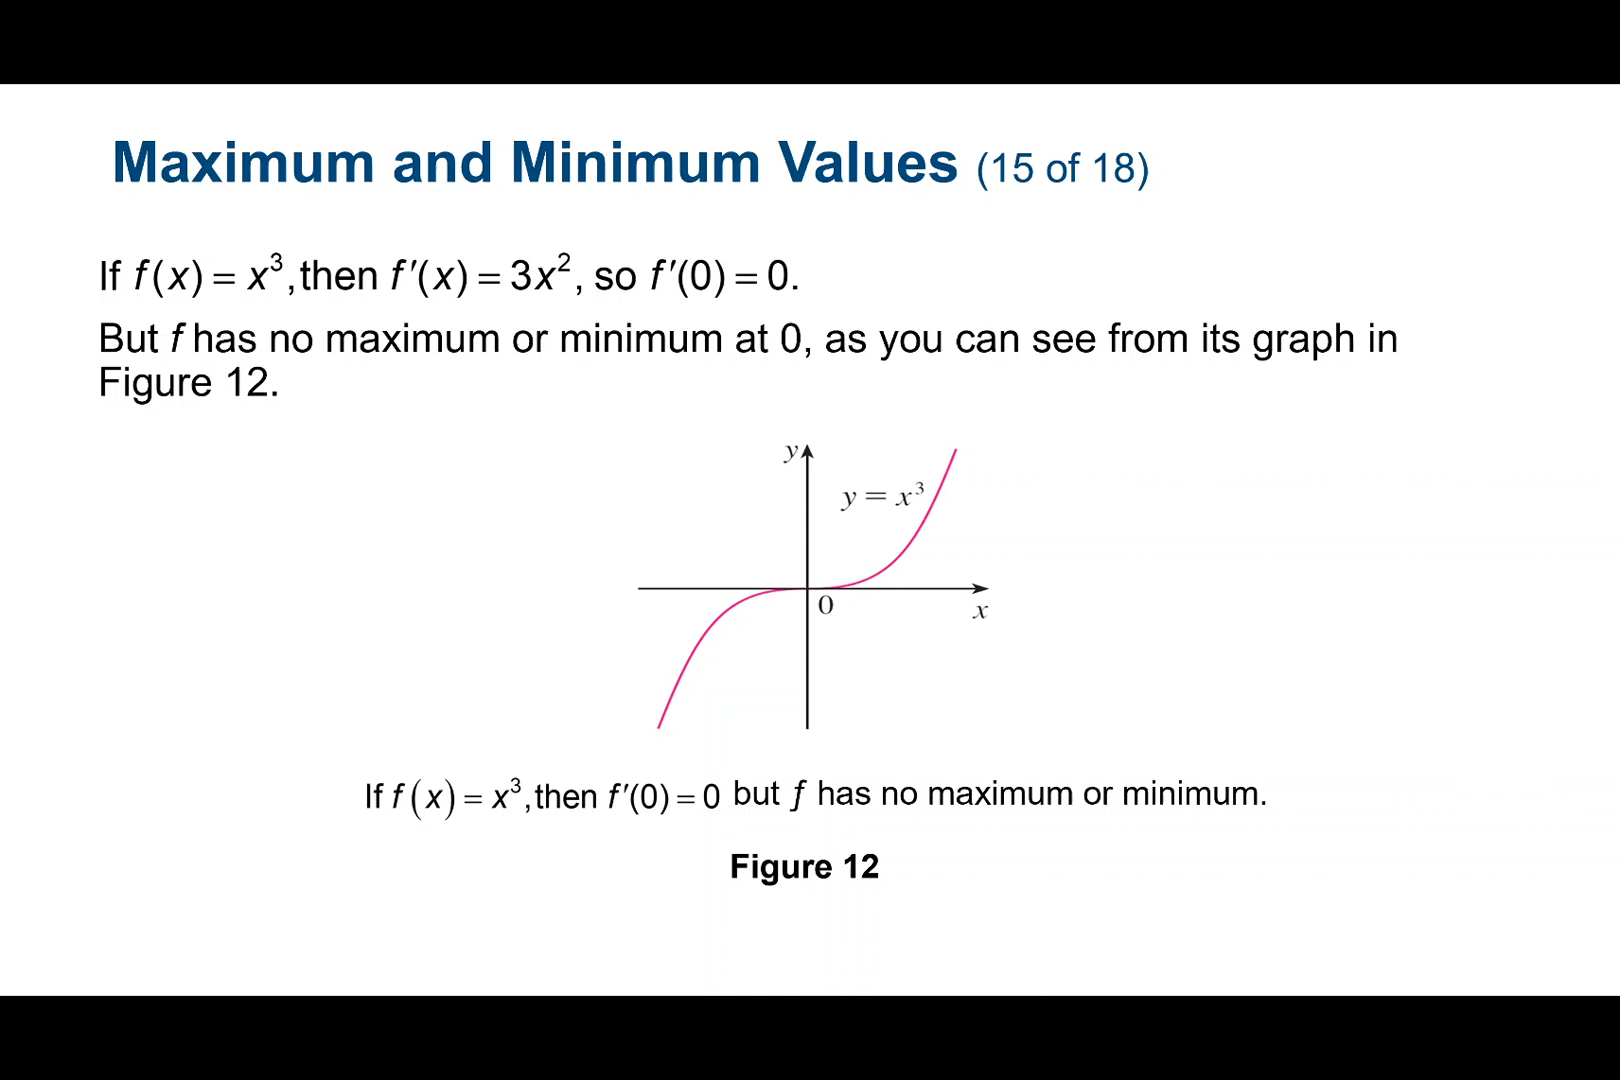 Maximum and Minimum Values (15 of 18)
If f(x) = x³, then f′(x) = 3x², so f′(0) = 0.
But f has no maximum or minimum at 0, as you can see from its graph in
Figure 12.
y
y = x³
0
x
If f(x) = x³, then f′(0) = 0 but f has no maximum or minimum.
Figure 12